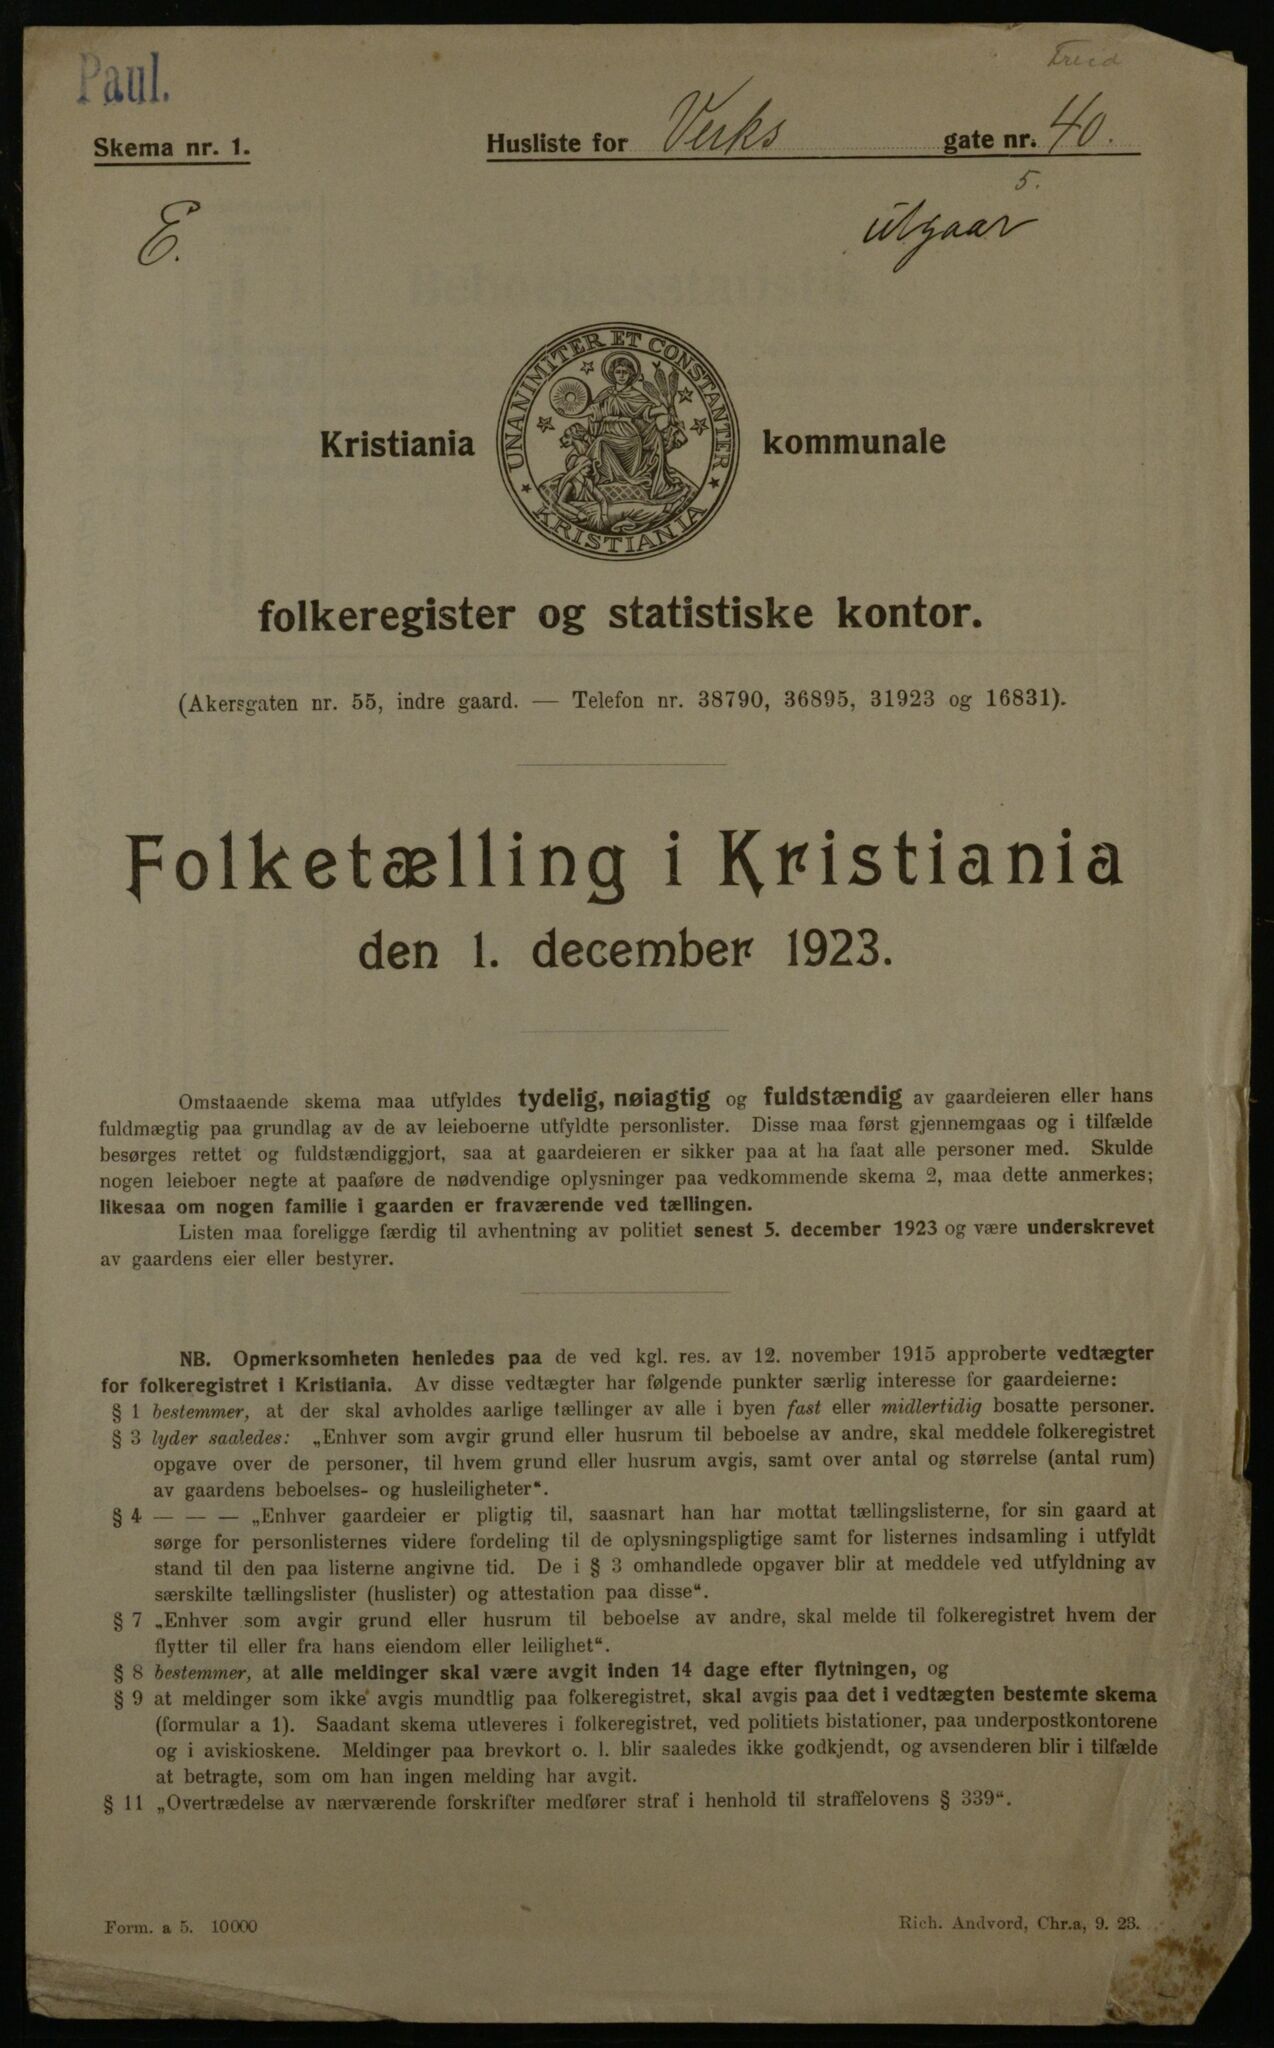 Paul.
Skema nr. 1.
Husliste for Verks gate nr. 40.
5.
E.
utgaar
UNANIMITER ET CONSTANTER
KRISTIANIA
Kristiania kommunale
folkeregister og statistiske kontor.
(Akersgaten nr. 55, indre gaard. — Telefon nr. 38790, 36895, 31923 og 16831).
Folketælling i Kristiania
den 1. december 1923.
Omstaaende skema maa utfyldes tydelig, nøiagtig og fuldstændig av gaardeieren eller hans
fuldmægtig paa grundlag av de av leieboerne utfyldte personlister. Disse maa først gjennemgaas og i tilfælde
besørges rettet og fuldstændiggjort, saa at gaardeieren er sikker paa at ha faat alle personer med. Skulde
nogen leieboer negte at paaføre de nødvendige oplysninger paa vedkommende skema 2, maa dette anmerkes;
likesaa om nogen familie i gaarden er fraværende ved tællingen.
Listen maa foreligge færdig til avhentning av politiet senest 5. december 1923 og være underskrevet
av gaardens eier eller bestyrer.
NB. Opmerksomheten henledes paa de ved kgl. res. av 12. november 1915 approberte vedtægter
for folkeregistret i Kristiania. Av disse vedtægter har følgende punkter særlig interesse for gaardeierne:
§ 1 bestemmer, at der skal avholdes aarlige tællinger av alle i byen fast eller midlertidig bosatte personer.
§ 3 lyder saaledes: „Enhver som avgir grund eller husrum til beboelse av andre, skal meddele folkeregistret
opgave over de personer, til hvem grund eller husrum avgis, samt over antal og størrelse (antal rum)
av gaardens beboelses- og husleiligheter“.
§ 4 — — — „Enhver gaardeier er pligtig til, saasnart han har mottat tællingslisterne, for sin gaard at
sørge for personlisternes videre fordeling til de oplysningspligtige samt for listernes indsamling i utfyldt
stand til den paa listerne angivne tid. De i § 3 omhandlede opgaver blir at meddele ved utfyldning av
særskilte tællingslister (huslister) og attestation paa disse“.
§ 7 „Enhver som avgir grund eller husrum til beboelse av andre, skal melde til folkeregistret hvem der
flytter til eller fra hans eiendom eller leilighet“.
§ 8 bestemmer, at alle meldinger skal være avgit inden 14 dage efter flytningen, og
§ 9 at meldinger som ikke avgis mundtlig paa folkeregistret, skal avgis paa det i vedtægten bestemte skema
(formular a 1). Saadant skema utleveres i folkeregistret, ved politiets bistationer, paa underpostkontorene
og i aviskioskene. Meldinger paa brevkort o. l. blir saaledes ikke godkjendt, og avsenderen blir i tilfælde
at betragte, som om han ingen melding har avgit.
§ 11 „Overtrædelse av nærværende forskrifter medfører straf i henhold til straffelovens § 339“.
Form. a 5. 10000
Rich. Andvord, Chr.a, 9. 23.